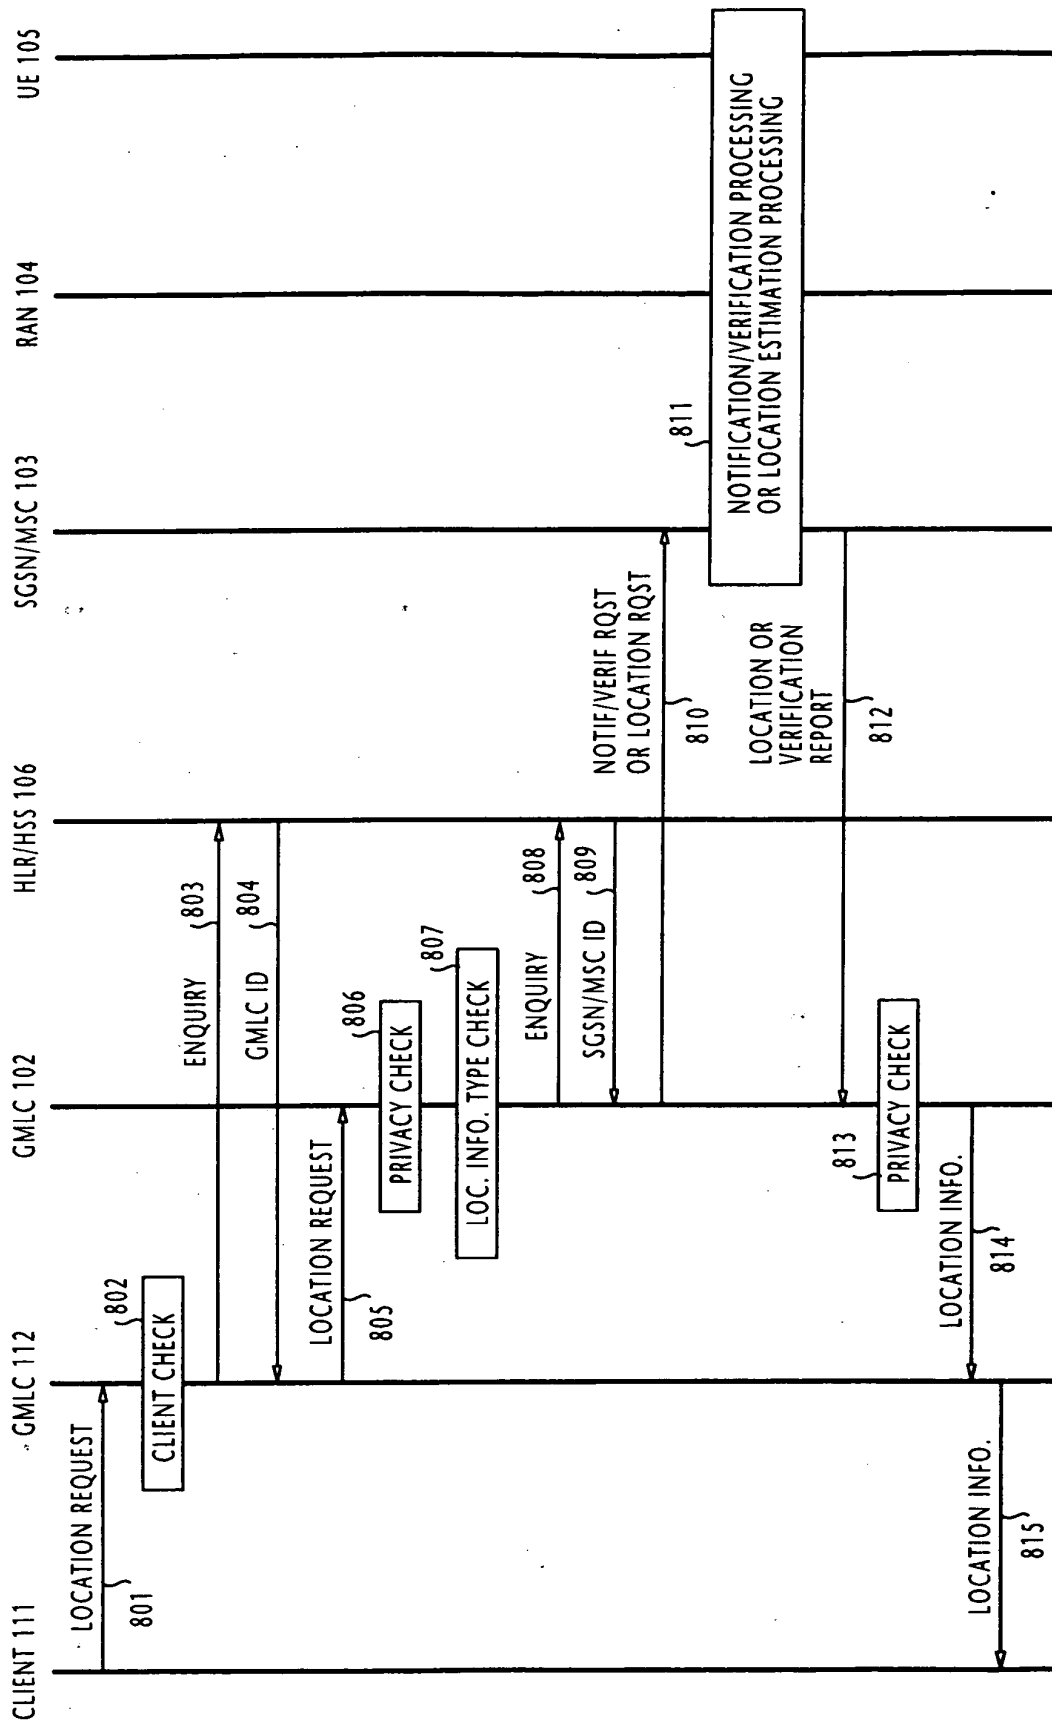 CLIENT 111
GMLC 112
GMLC 102
HLR/HSS 106
SGSN/MSC 103
RAN 104
UE 105
LOCATION REQUEST
801
802
CLIENT CHECK
ENQUIRY
803
GMLC ID
804
LOCATION REQUEST
805
806
PRIVACY CHECK
807
LOC. INFO. TYPE CHECK
ENQUIRY
808
SGSN/MSC ID
809
NOTIF/VERIF RQST
OR LOCATION RQST
810
811
NOTIFICATION/VERIFICATION PROCESSING
OR LOCATION ESTIMATION PROCESSING
LOCATION OR
VERIFICATION
REPORT
812
813
PRIVACY CHECK
LOCATION INFO.
814
LOCATION INFO.
815